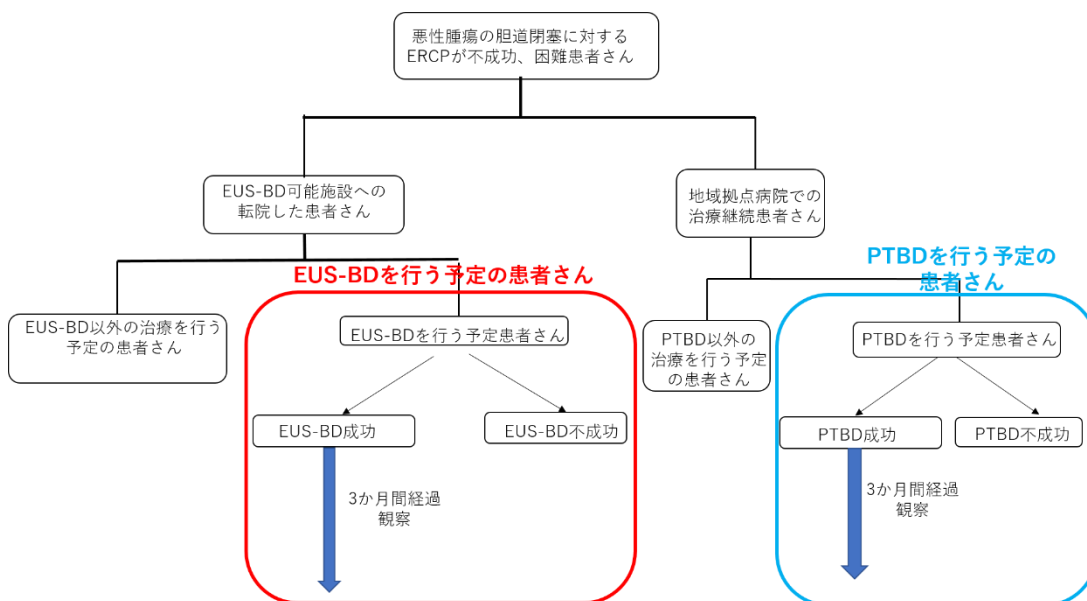 悪性腫瘍の胆道閉塞に対する
ERCPが不成功、困難患者さん
EUS-BD可能施設への
転院した患者さん
地域拠点病院での
治療継続患者さん
EUS-BDを行う予定の患者さん
PTBDを行う予定の
患者さん
EUS-BD以外の治療を行う
予定の患者さん
EUS-BDを行う予定患者さん
PTBD以外の
治療を行う予定
の患者さん
PTBDを行う予定患者さん
EUS-BD成功
EUS-BD不成功
PTBD成功
PTBD不成功
3か月間経過
観察
3か月間経過
観察